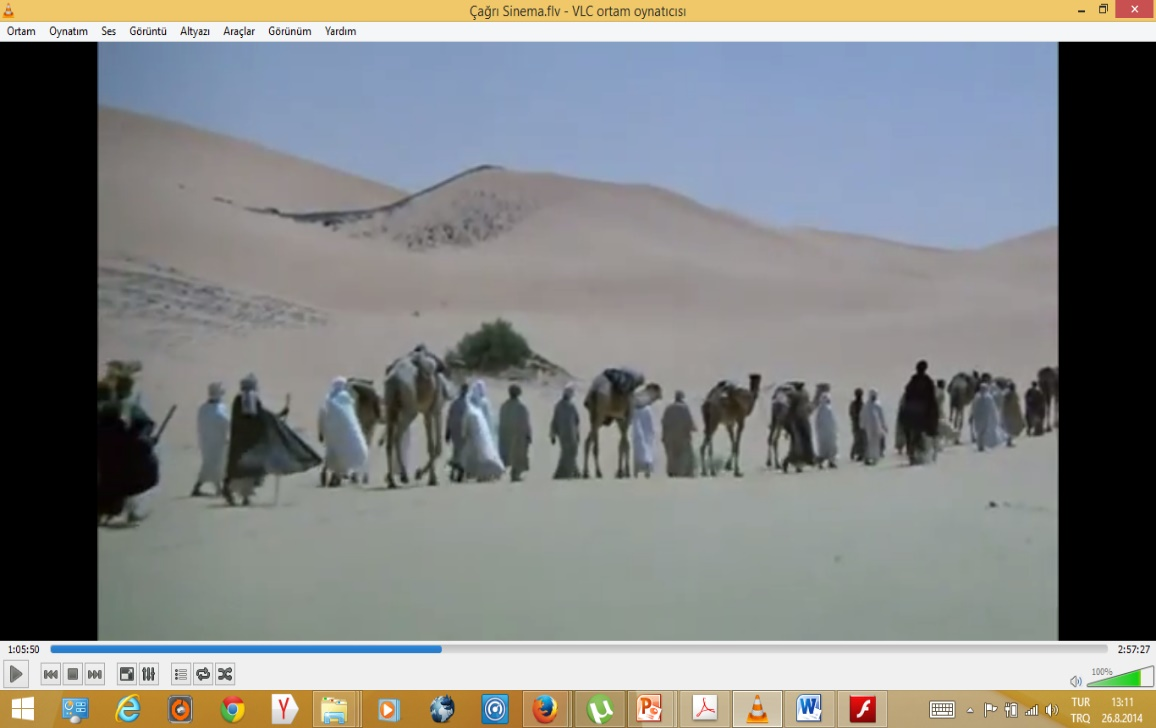 Çağrı Sinema.flv - VLC ortam oynatıcısı
Ortam Oynatım Ses Görüntü Altyazı Araçlar Görünüm Yardım
1:05:50 2:57:27
100%
TUR 13:11
TRQ 26.8.2014